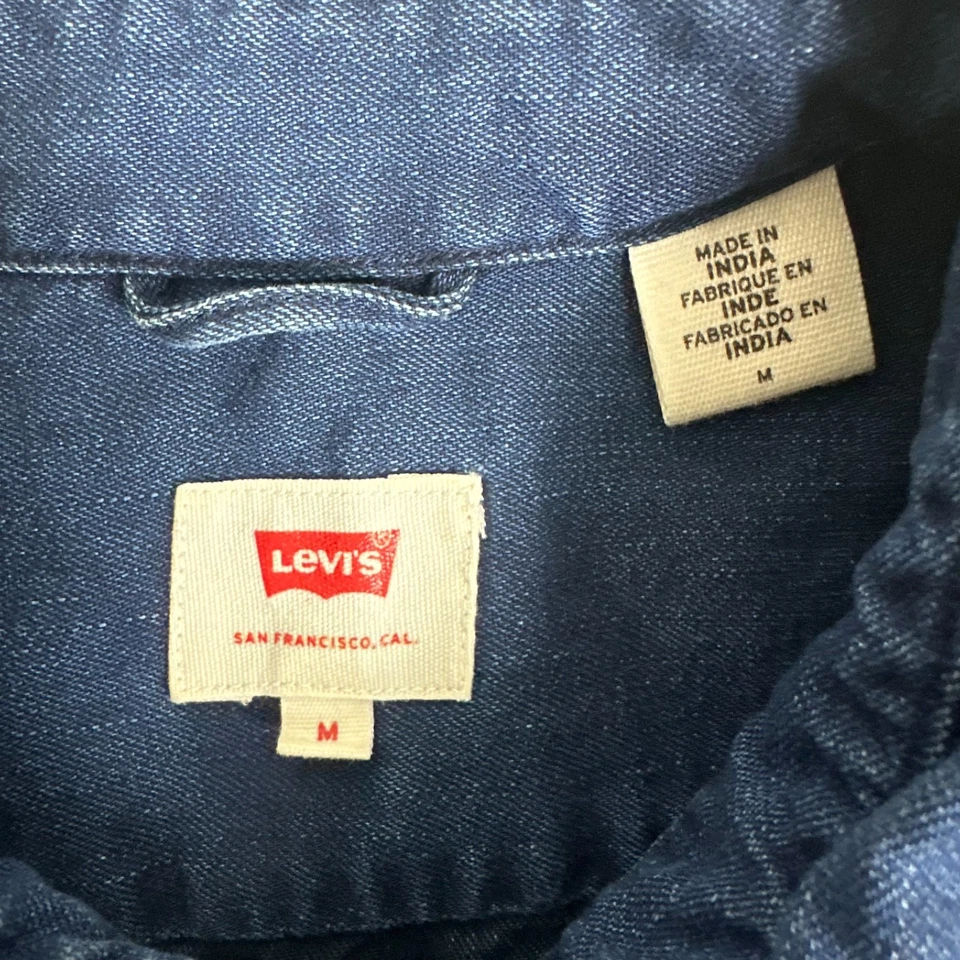 MADE IN
INDIA
FABRIQUE EN
INDE
FABRICADO EN
INDIA
M
LEVI'S
®
SAN FRANCISCO, CAL.
M